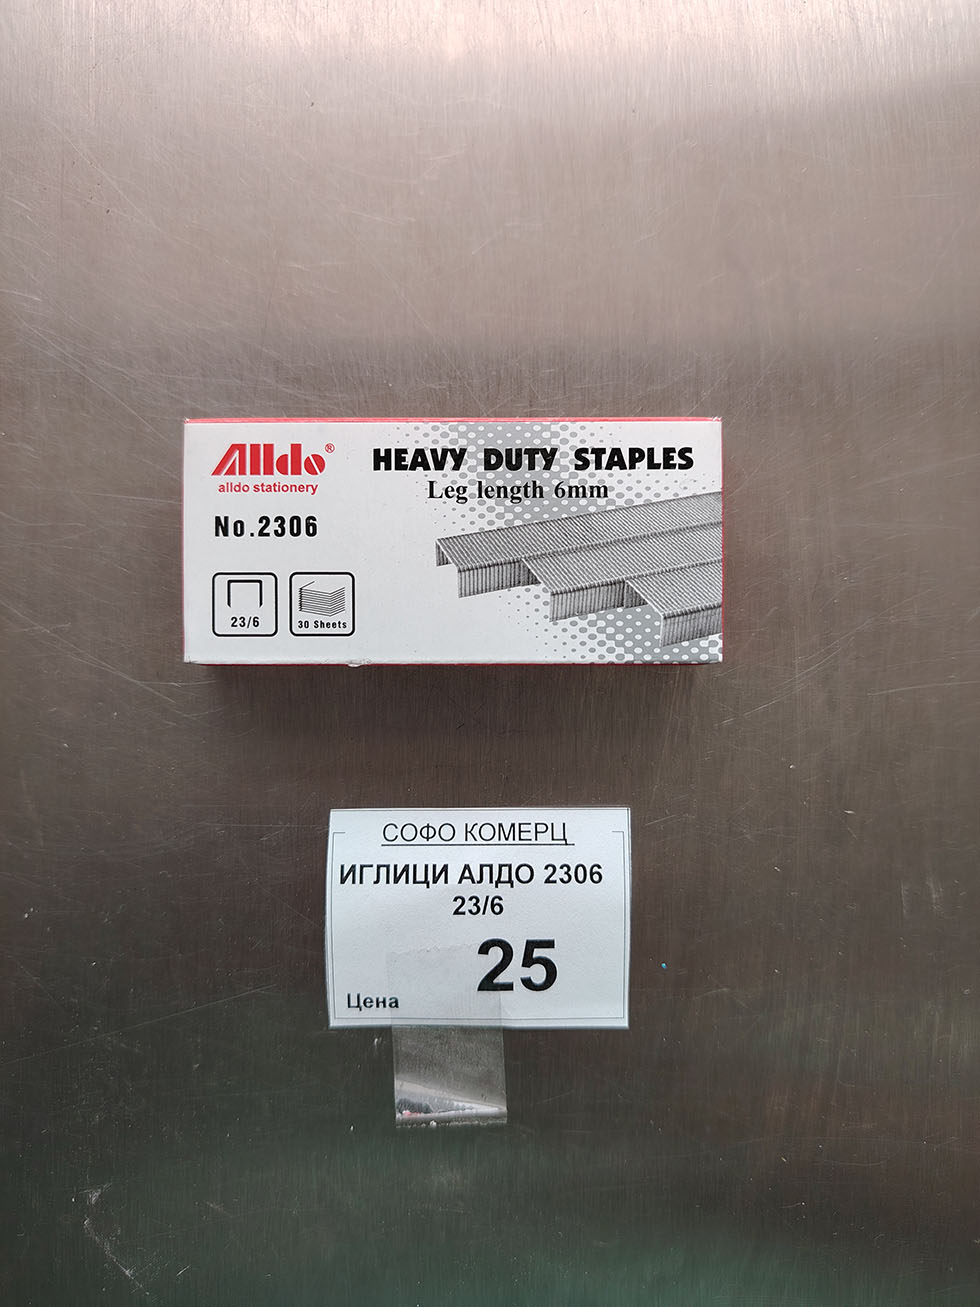 Alldo®
alldo stationery
HEAVY DUTY STAPLES
Leg length 6mm
No.2306
23/6
30 Sheets
СОФО КОМЕРЦ
ИГЛИЦИ АЛДО 2306
23/6
25
Цена